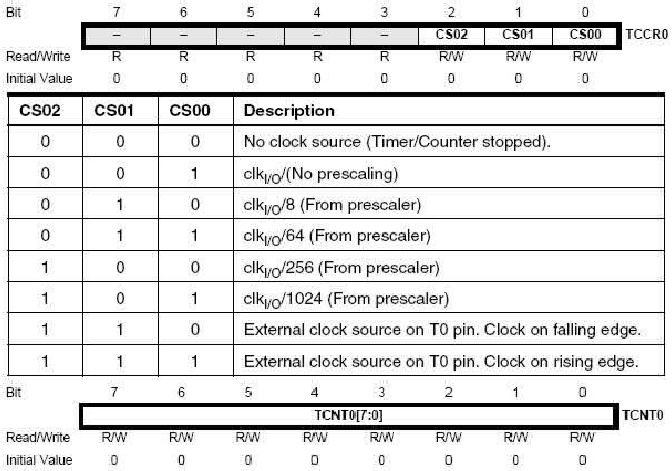 Bit 7 6 5 4 3 2 1 0
– – – – – CS02 CS01 CS00 TCCR0
Read/Write R R R R R R/W R/W R/W
Initial Value 0 0 0 0 0 0 0 0
CS02 CS01 CS00 Description
0 0 0 No clock source (Timer/Counter stopped).
0 0 1 clkI/O/(No prescaling)
0 1 0 clkI/O/8 (From prescaler)
0 1 1 clkI/O/64 (From prescaler)
1 0 0 clkI/O/256 (From prescaler)
1 0 1 clkI/O/1024 (From prescaler)
1 1 0 External clock source on T0 pin. Clock on falling edge.
1 1 1 External clock source on T0 pin. Clock on rising edge.
Bit 7 6 5 4 3 2 1 0
TCNT0[7:0] TCNT0
Read/Write R/W R/W R/W R/W R/W R/W R/W R/W
Initial Value 0 0 0 0 0 0 0 0